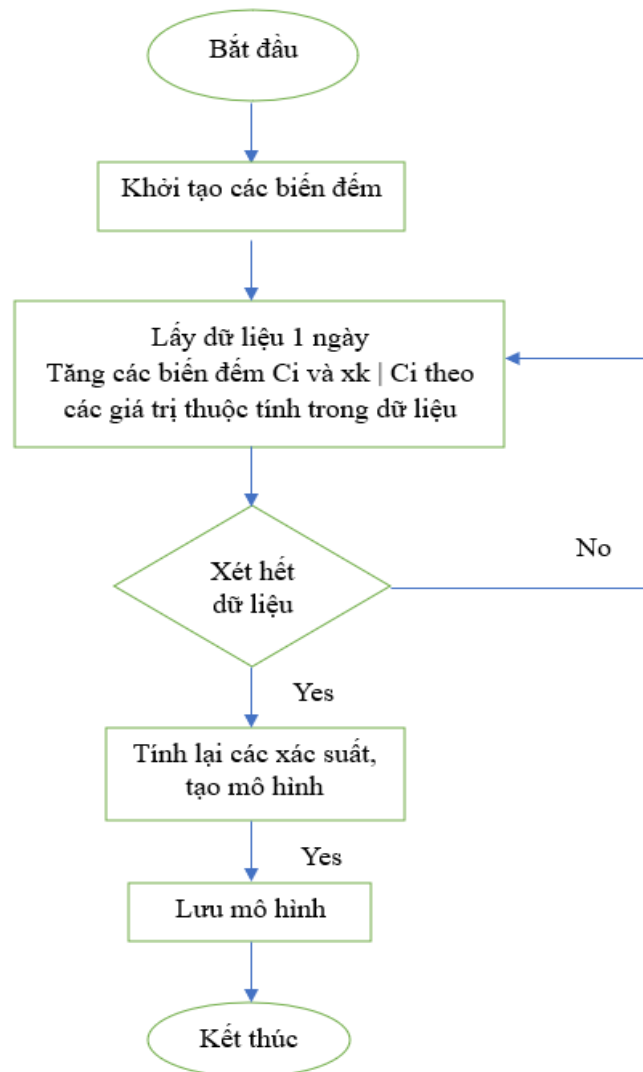 Bắt đầu
Khởi tạo các biến đếm
Lấy dữ liệu 1 ngày
Tăng các biến đếm Ci và xk | Ci theo
các giá trị thuộc tính trong dữ liệu
Xét hết
dữ liệu
No
Yes
Tính lại các xác suất,
tạo mô hình
Yes
Lưu mô hình
Kết thúc